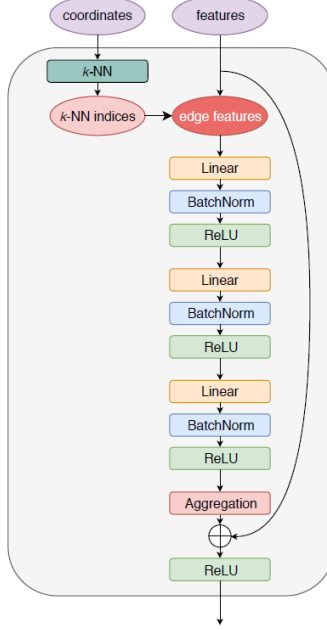 coordinates
features
k-NN
k-NN indices
edge features
Linear
BatchNorm
ReLU
Linear
BatchNorm
ReLU
Linear
BatchNorm
ReLU
Aggregation
ReLU